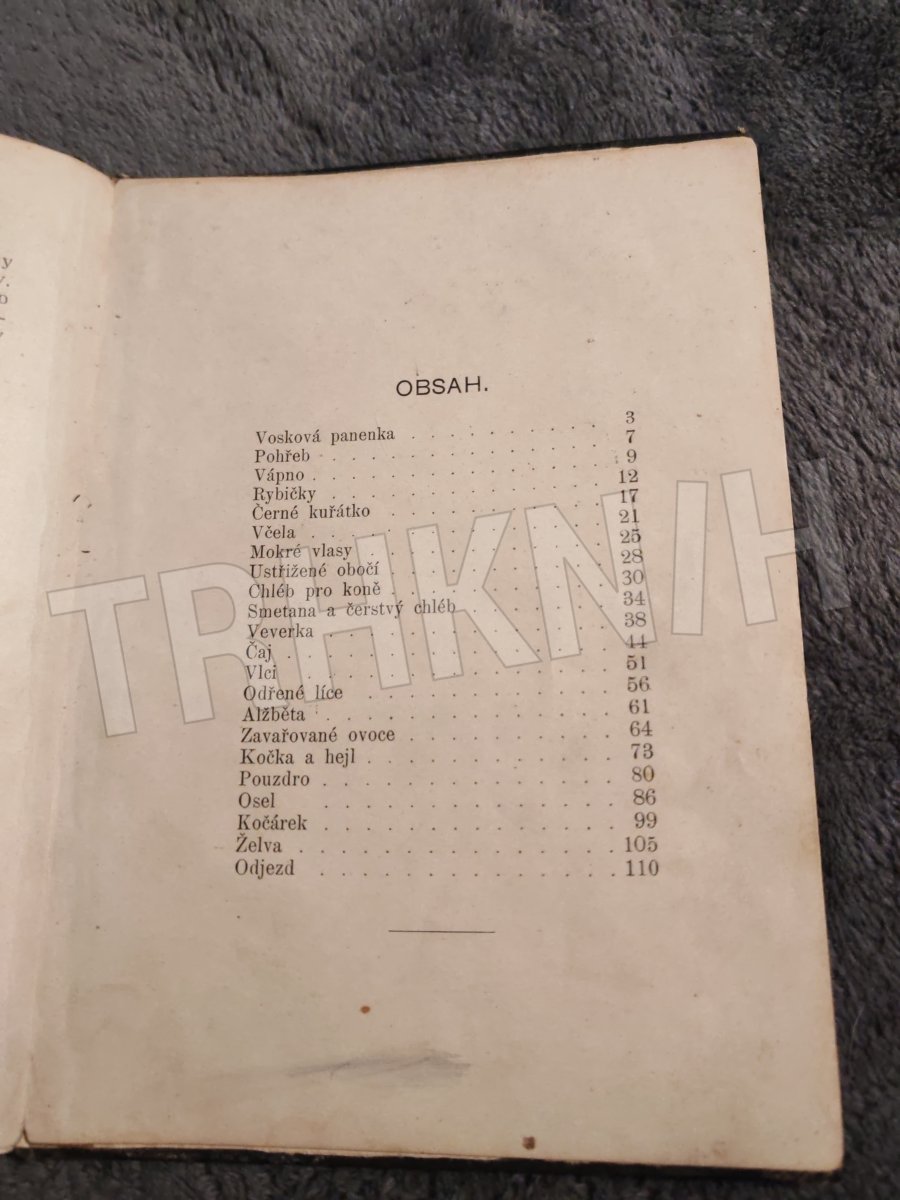 OBSAH.
Vosková panenka . . . . . . . . . . 3
Pohřeb . . . . . . . . . . . . . 7
Vápno . . . . . . . . . . . . . 9
Rybičky . . . . . . . . . . . . 12
Černé kuřátko . . . . . . . . . . 17
Včela . . . . . . . . . . . . . 21
Mokré vlasy . . . . . . . . . . . 25
Ustřižené obočí . . . . . . . . . . 28
Chléb pro koně . . . . . . . . . . 30
Smetana a čerstvý chléb . . . . . . . 34
Veverka . . . . . . . . . . . . 38
Čaj . . . . . . . . . . . . . . 44
Vlci . . . . . . . . . . . . . 51
Odřené líce . . . . . . . . . . . 56
Alžběta . . . . . . . . . . . . 61
Zavařované ovoce . . . . . . . . . 64
Kočka a hejl . . . . . . . . . . . 73
Pouzdro . . . . . . . . . . . . 80
Osel . . . . . . . . . . . . . 86
Kočárek . . . . . . . . . . . . 99
Želva . . . . . . . . . . . . . 105
Odjezd . . . . . . . . . . . . 110
TRHKNIH